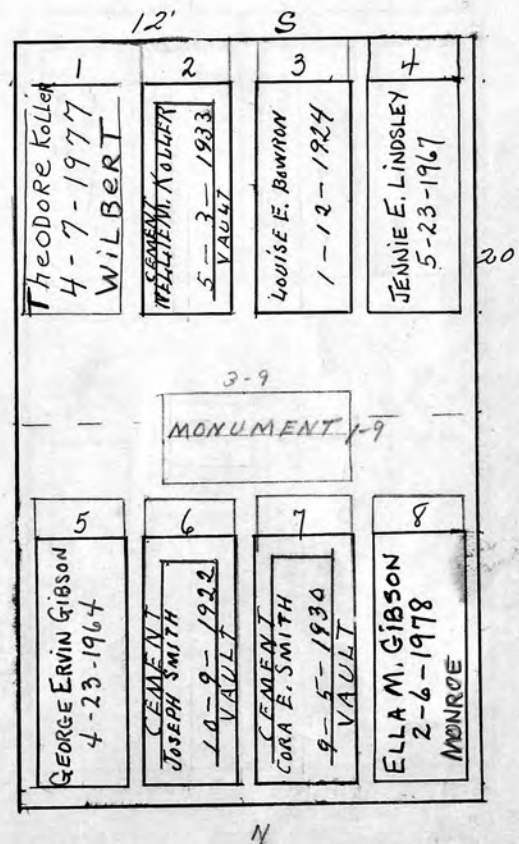 12' S
1
Theodore Koller
4-7-1977
WILBERT
2
CEMENT
NELLIE M. KOLLER
5-3-1933
VAULT
3
LOUISE E. BOWRON
1-12-1924
4
JENNIE E. LINDSLEY
5-23-1967
20
3-9
MONUMENT 1-9
5
GEORGE ERVIN GIBSON
4-23-1964
6
CEMENT
JOSEPH SMITH
10-9-1922
VAULT
7
CEMENT
CORA E. SMITH
9-5-1930
VAULT
8
ELLA M. GIBSON
2-6-1978
MONROE
N